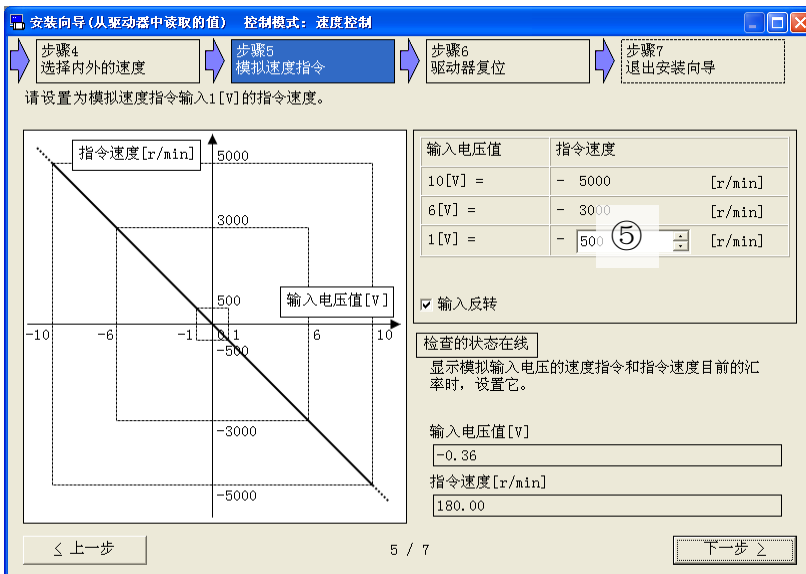 安装向导(从驱动器中读取的值) 控制模式: 速度控制
步骤4
选择内外的速度
步骤5
模拟速度指令
步骤6
驱动器复位
步骤7
退出安装向导
请设置为模拟速度指令输入1[V]的指令速度。
指令速度[r/min]
5000
3000
500
输入电压值[V]
-10 -6 -1 0 1 6 10
-500
-3000
-5000
输入电压值 指令速度
10[V] = - 5000 [r/min]
6[V] = - 3000 [r/min]
1[V] = - 500 ⑤ [r/min]
输入反转
检查的状态在线
显示模拟输入电压的速度指令和指令速度目前的汇
率时，设置它。
输入电压值[V]
-0.36
指令速度[r/min]
180.00
< 上一步
5 / 7
下一步 >